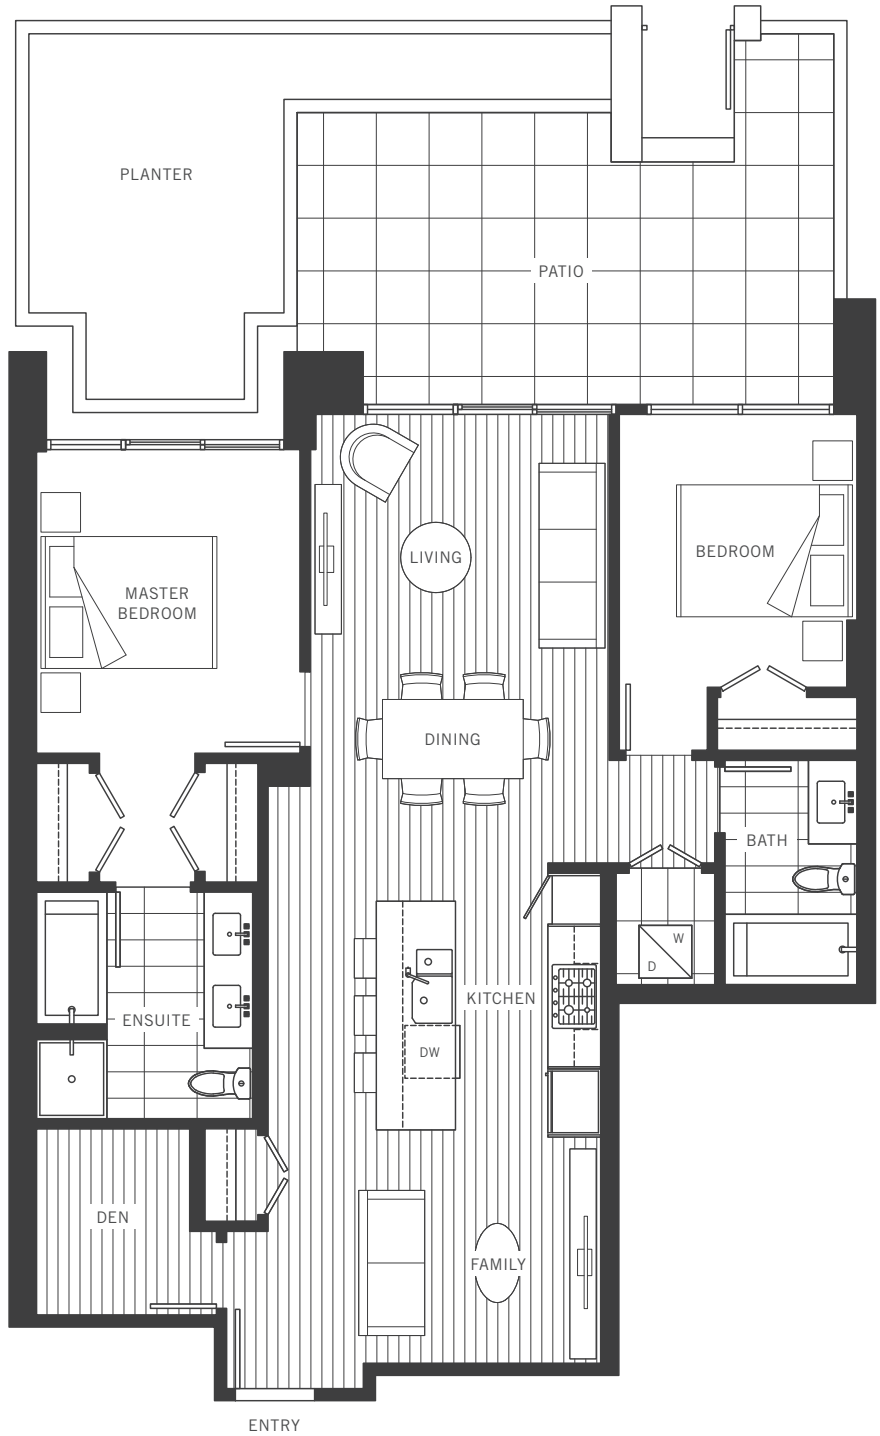 PLANTER
PATIO
LIVING
BEDROOM
MASTER
BEDROOM
DINING
BATH
W
D
KITCHEN
ENSUITE
DW
DEN
FAMILY
ENTRY